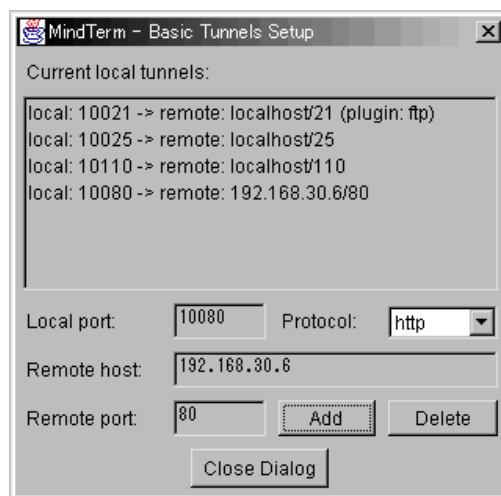 MindTerm - Basic Tunnels Setup
Current local tunnels:
local: 10021 -> remote: localhost/21 (plugin: ftp)
local: 10025 -> remote: localhost/25
local: 10110 -> remote: localhost/110
local: 10080 -> remote: 192.168.30.6/80
Local port: 10080 Protocol: http
Remote host: 192.168.30.6
Remote port: 80 Add Delete
Close Dialog